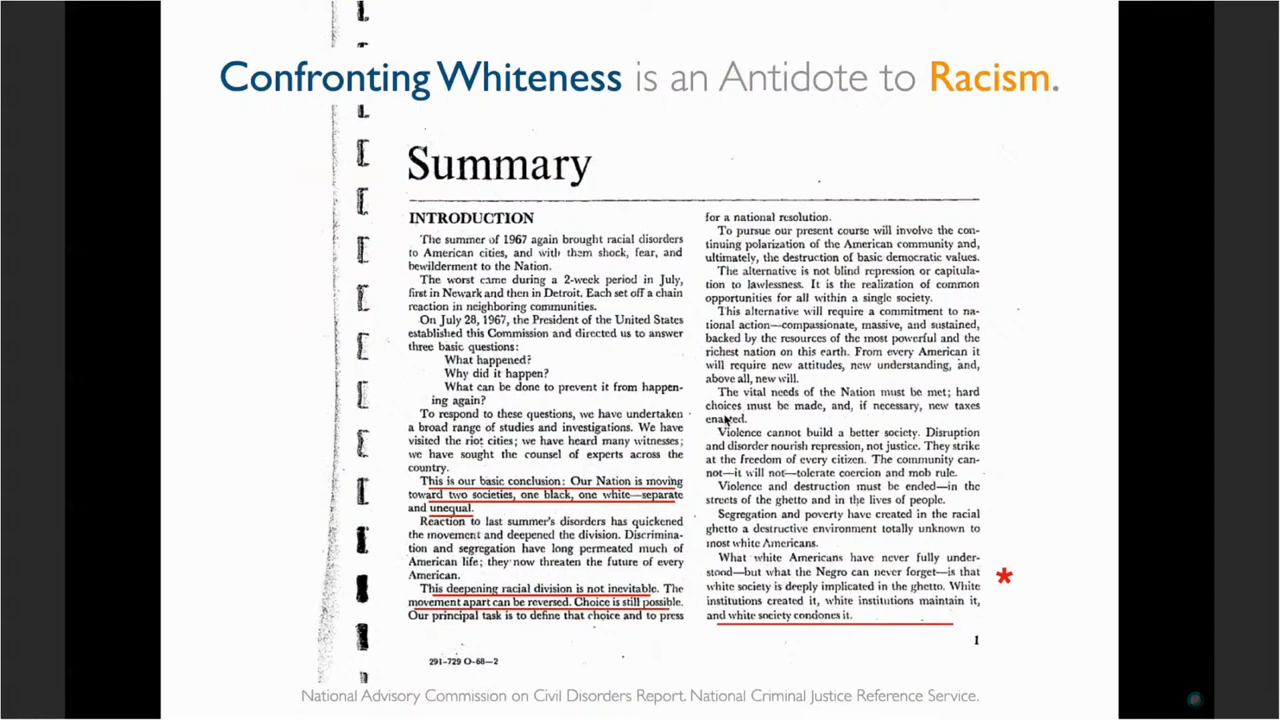 Confronting Whiteness is an Antidote to Racism.
Summary
INTRODUCTION
The summer of 1967 again brought racial disorders
to American cities, and with them shock, fear, and
bewilderment to the Nation.
The worst came during a 2-week period in July,
first in Newark and then in Detroit. Each set off a chain
reaction in neighboring communities.
On July 28, 1967, the President of the United States
established this Commission and directed us to answer
three basic questions:
What happened?
Why did it happen?
What can be done to prevent it from happen-
ing again?
To respond to these questions, we have undertaken
a broad range of studies and investigations. We have
visited the riot cities; we have heard many witnesses;
we have sought the counsel of experts across the
country.
This is our basic conclusion: Our Nation is moving
toward two societies, one black, one white—separate
and unequal.
Reaction to last summer's disorders has quickened
the movement and deepened the division. Discrimina-
tion and segregation have long permeated much of
American life; they now threaten the future of every
American.
This deepening racial division is not inevitable. The
movement apart can be reversed. Choice is still possible.
Our principal task is to define that choice and to press
for a national resolution.
To pursue our present course will involve the con-
tinuing polarization of the American community and,
ultimately, the destruction of basic democratic values.
The alternative is not blind repression or capitula-
tion to lawlessness. It is the realization of common
opportunities for all within a single society.
This alternative will require a commitment to na-
tional action—compassionate, massive, and sustained,
backed by the resources of the most powerful and the
richest nation on this earth. From every American it
will require new attitudes, new understanding, and,
above all, new will.
The vital needs of the Nation must be met; hard
choices must be made, and, if necessary, new taxes
enacted.
Violence cannot build a better society. Disruption
and disorder nourish repression, not justice. They strike
at the freedom of every citizen. The community can-
not—it will not—tolerate coercion and mob rule.
Violence and destruction must be ended—in the
streets of the ghetto and in the lives of people.
Segregation and poverty have created in the racial
ghetto a destructive environment totally unknown to
most white Americans.
What white Americans have never fully under-
stood—but what the Negro can never forget—is that
white society is deeply implicated in the ghetto. White
institutions created it, white institutions maintain it,
and white society condones it.
*
1
291-729 O-68—2
National Advisory Commission on Civil Disorders Report. National Criminal Justice Reference Service.